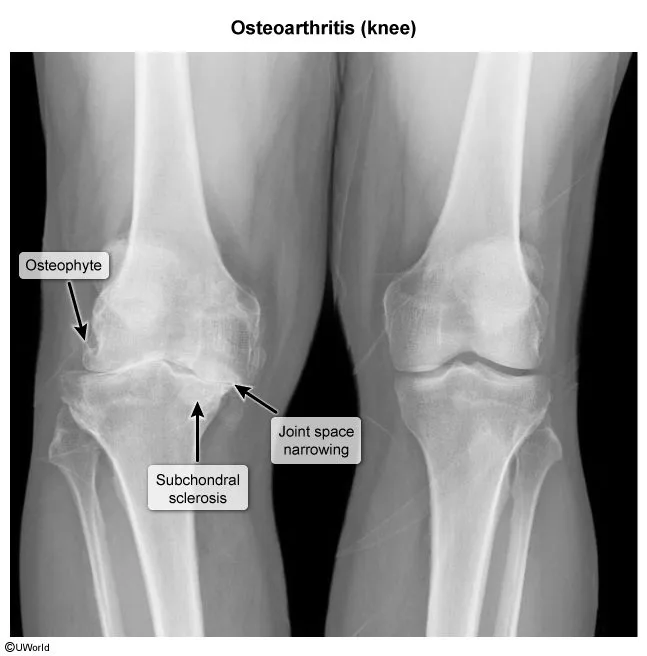 Osteoarthritis (knee)
Osteophyte
Joint space
narrowing
Subchondral
sclerosis
©UWorld